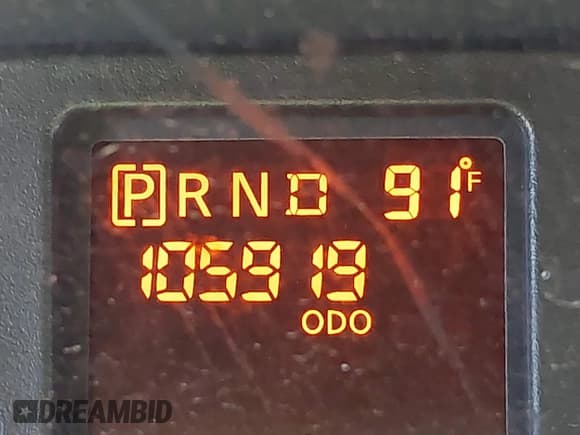 P R N D 91°F
105919
ODO
DREAMBID